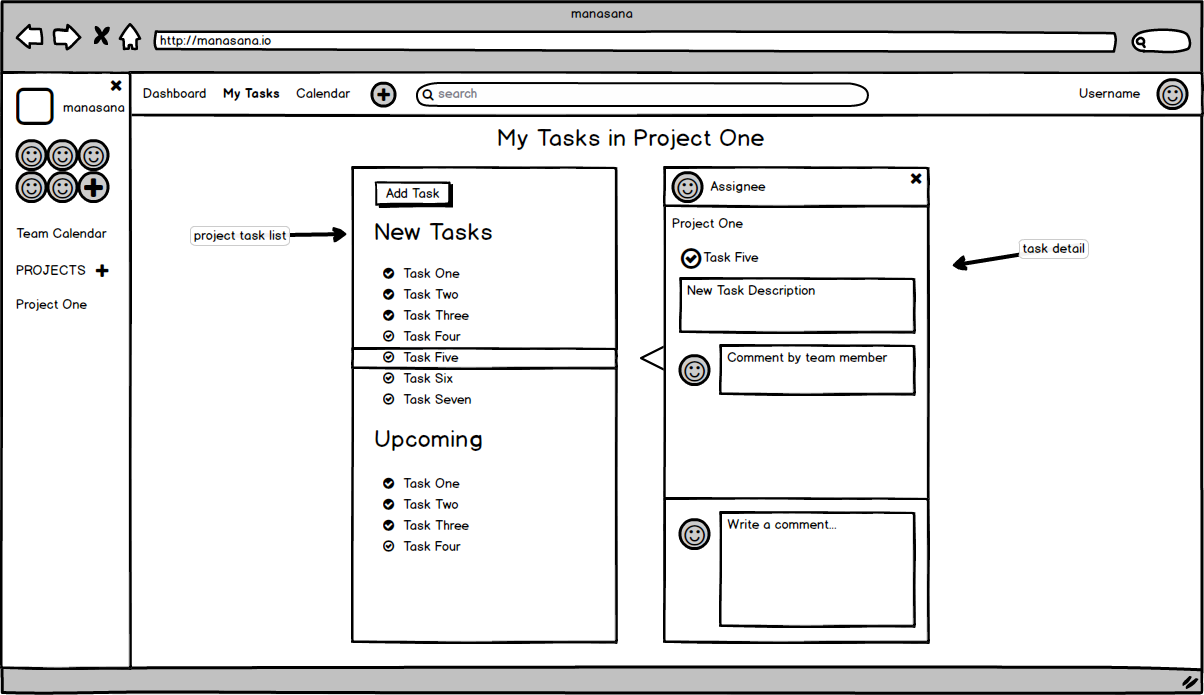 manasana
http://manasana.io
manasana
Dashboard My Tasks Calendar search Username
Team Calendar
PROJECTS
Project One
My Tasks in Project One
project task list
Add Task
New Tasks
Task One
Task Two
Task Three
Task Four
Task Five
Task Six
Task Seven
Upcoming
Task One
Task Two
Task Three
Task Four
Assignee
Project One
Task Five
New Task Description
Comment by team member
Write a comment...
task detail